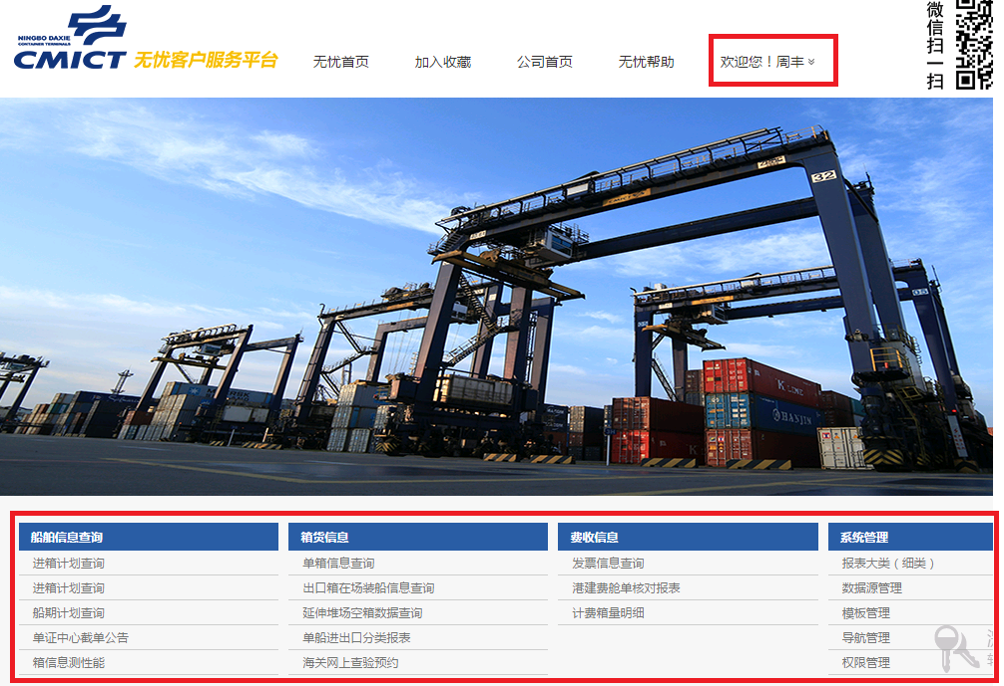 NINGBO DAXIE
CONTAINER TERMINALS
CMICT 无忧客户服务平台
无忧首页
加入收藏
公司首页
无忧帮助
欢迎您！周丰
微信扫一扫
32
K LINE
HANJIN
船舶信息查询
进箱计划查询
进箱计划查询
船期计划查询
单证中心截单公告
箱信息测性能
箱货信息
单箱信息查询
出口箱在场装船信息查询
延伸堆场空箱数据查询
单船进出口分类报表
海关网上查验预约
费收信息
发票信息查询
港建费舱单核对报表
计费箱量明细
系统管理
报表大类（细类）
数据源管理
模板管理
导航管理
权限管理